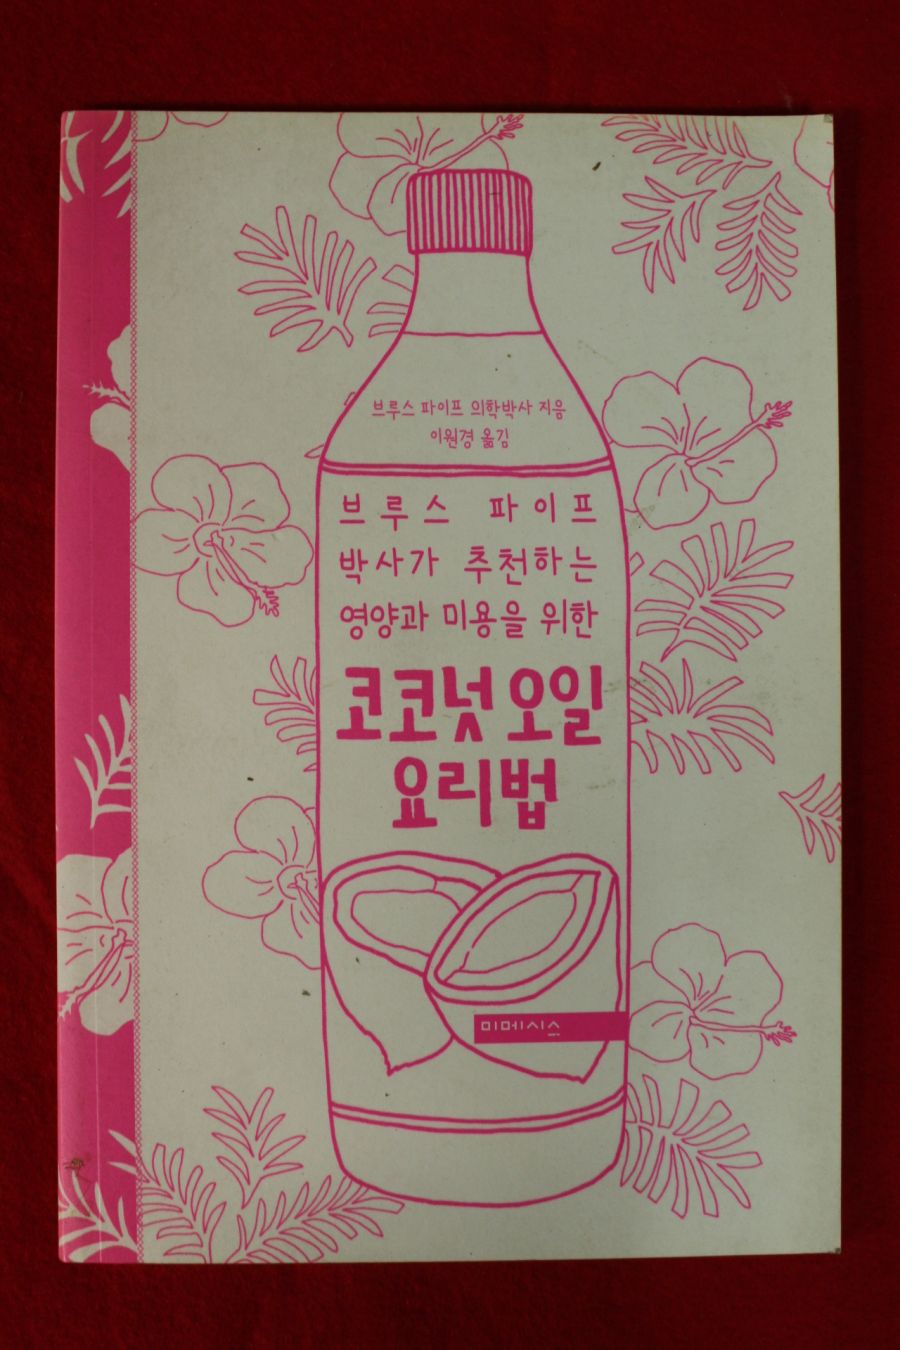 브루스 파이프 의학박사 지음
이원경 옮김
브루스 파이프
박사가 추천하는
영양과 미용을 위한
코코넛 오일
요리법
미메시스